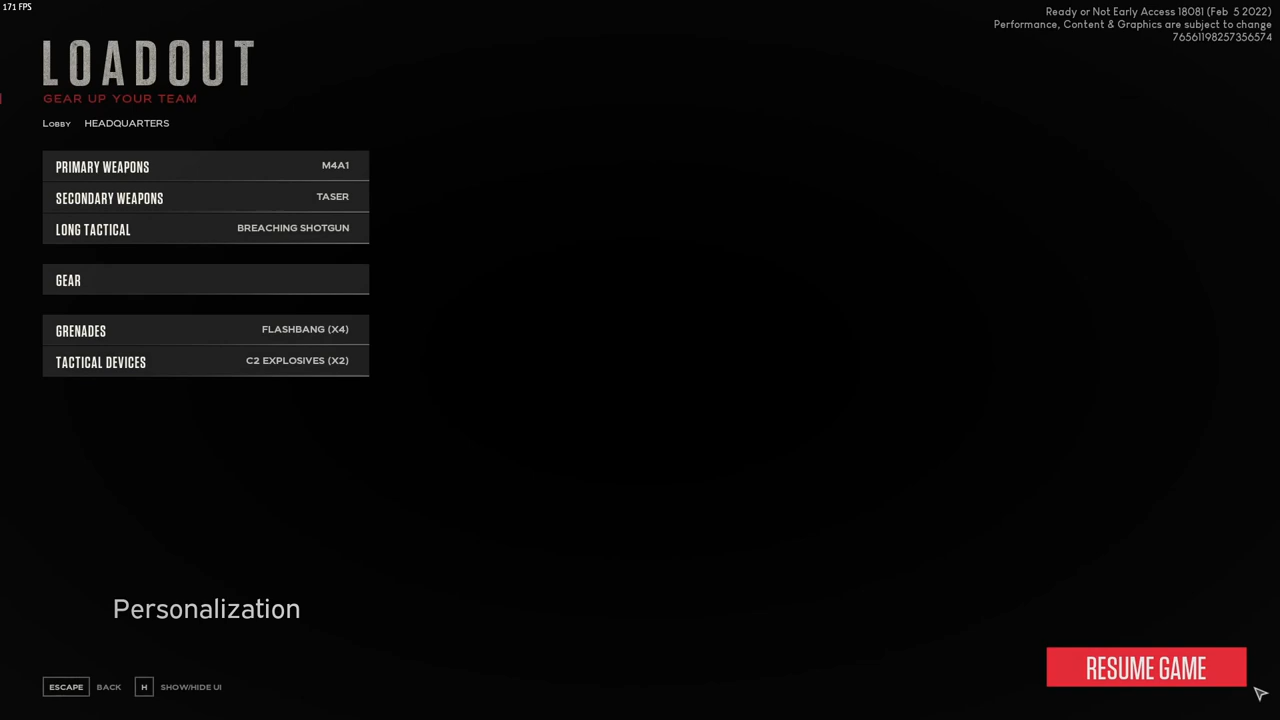 171 FPS
Ready or Not Early Access 18081 (Feb 5 2022)
Performance, Content & Graphics are subject to change
76561198257356574
LOADOUT
GEAR UP YOUR TEAM
LOBBY HEADQUARTERS
PRIMARY WEAPONS M4A1
SECONDARY WEAPONS TASER
LONG TACTICAL BREACHING SHOTGUN
GEAR
GRENADES FLASHBANG (X4)
TACTICAL DEVICES C2 EXPLOSIVES (X2)
Personalization
RESUME GAME
ESCAPE BACK H SHOW/HIDE UI